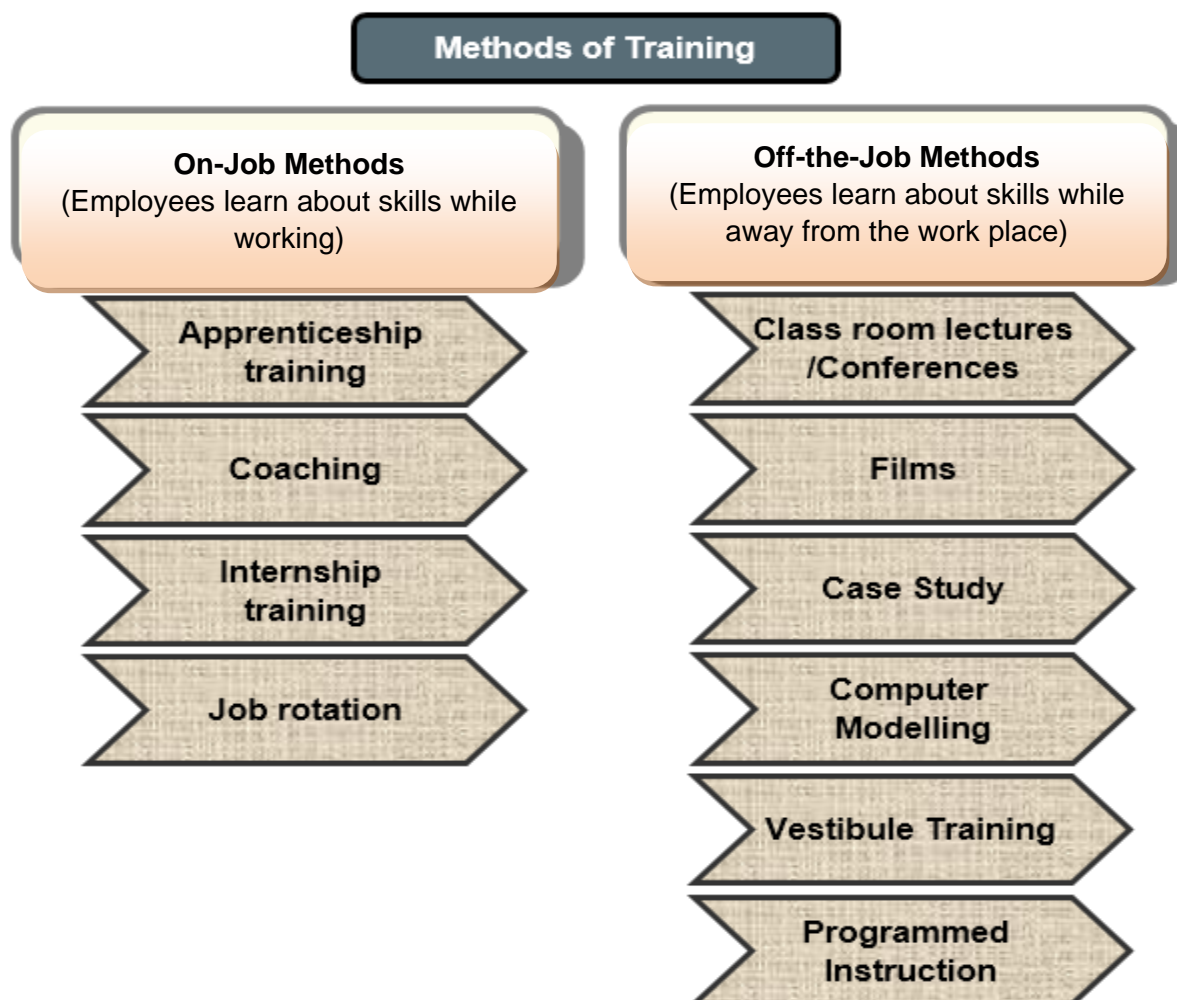 Methods of Training
On-Job Methods
(Employees learn about skills while
working)
Apprenticeship
training
Coaching
Internship
training
Job rotation
Off-the-Job Methods
(Employees learn about skills while
away from the work place)
Class room lectures
/Conferences
Films
Case Study
Computer
Modelling
Vestibule Training
Programmed
Instruction